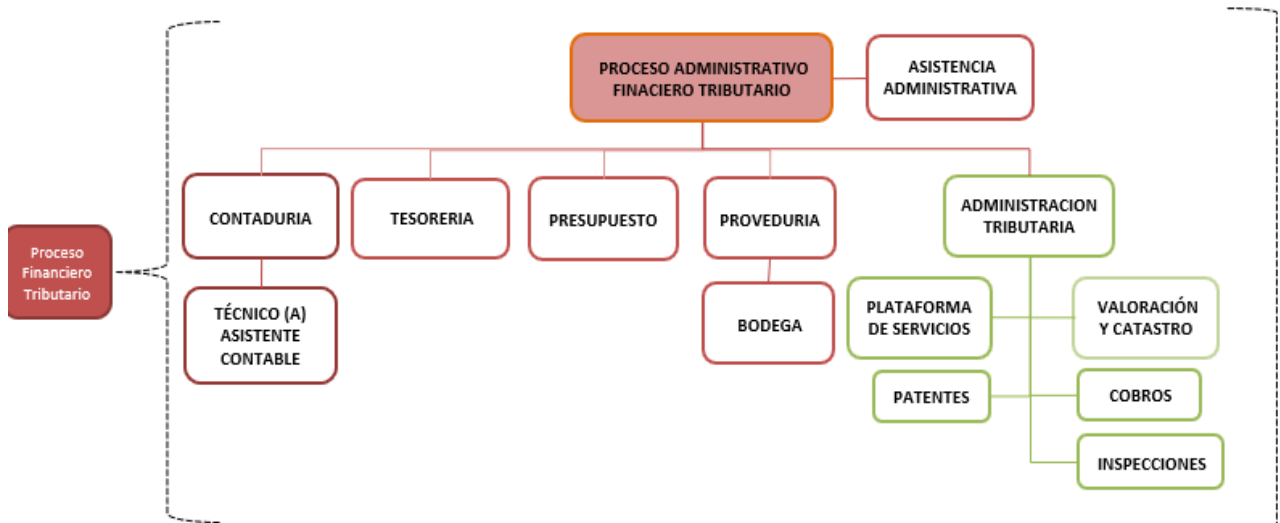 PROCESO ADMINISTRATIVO
FINACIERO TRIBUTARIO
ASISTENCIA
ADMINISTRATIVA
CONTADURIA
TESORERIA
PRESUPUESTO
PROVEDURIA
ADMINISTRACION
TRIBUTARIA
Proceso
Financiero
Tributario
TÉCNICO (A)
ASISTENTE
CONTABLE
BODEGA
PLATAFORMA
DE SERVICIOS
VALORACIÓN
Y CATASTRO
PATENTES
COBROS
INSPECCIONES